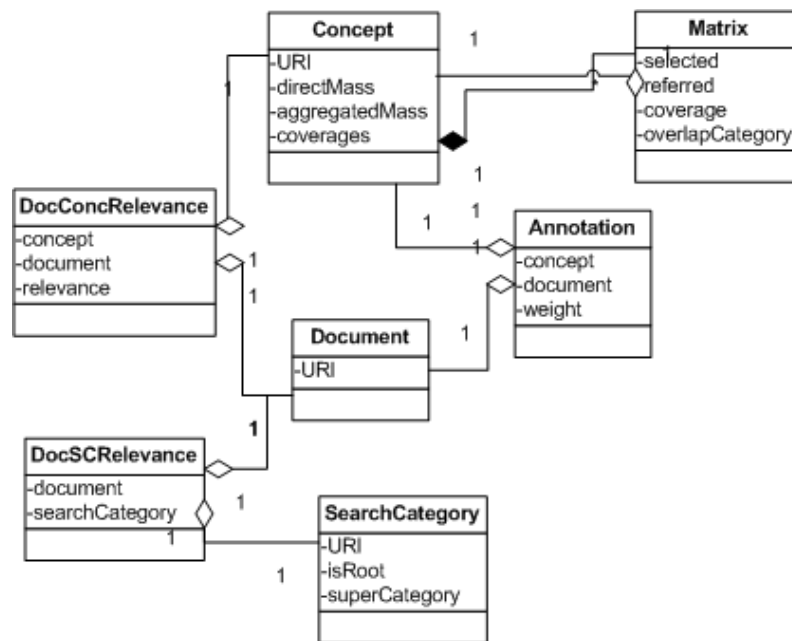 Concept
-URI
-directMass
-aggregatedMass
-coverages
1
Matrix
-selected
-referred
-coverage
-overlapCategory
1
1
1
1
1
1
1
DocConcRelevance
-concept
-document
-relevance
1
1
Annotation
-concept
-document
-weight
Document
-URI
1
1
DocSCRelevance
-document
-searchCategory
1
1
1
SearchCategory
-URI
-isRoot
-superCategory